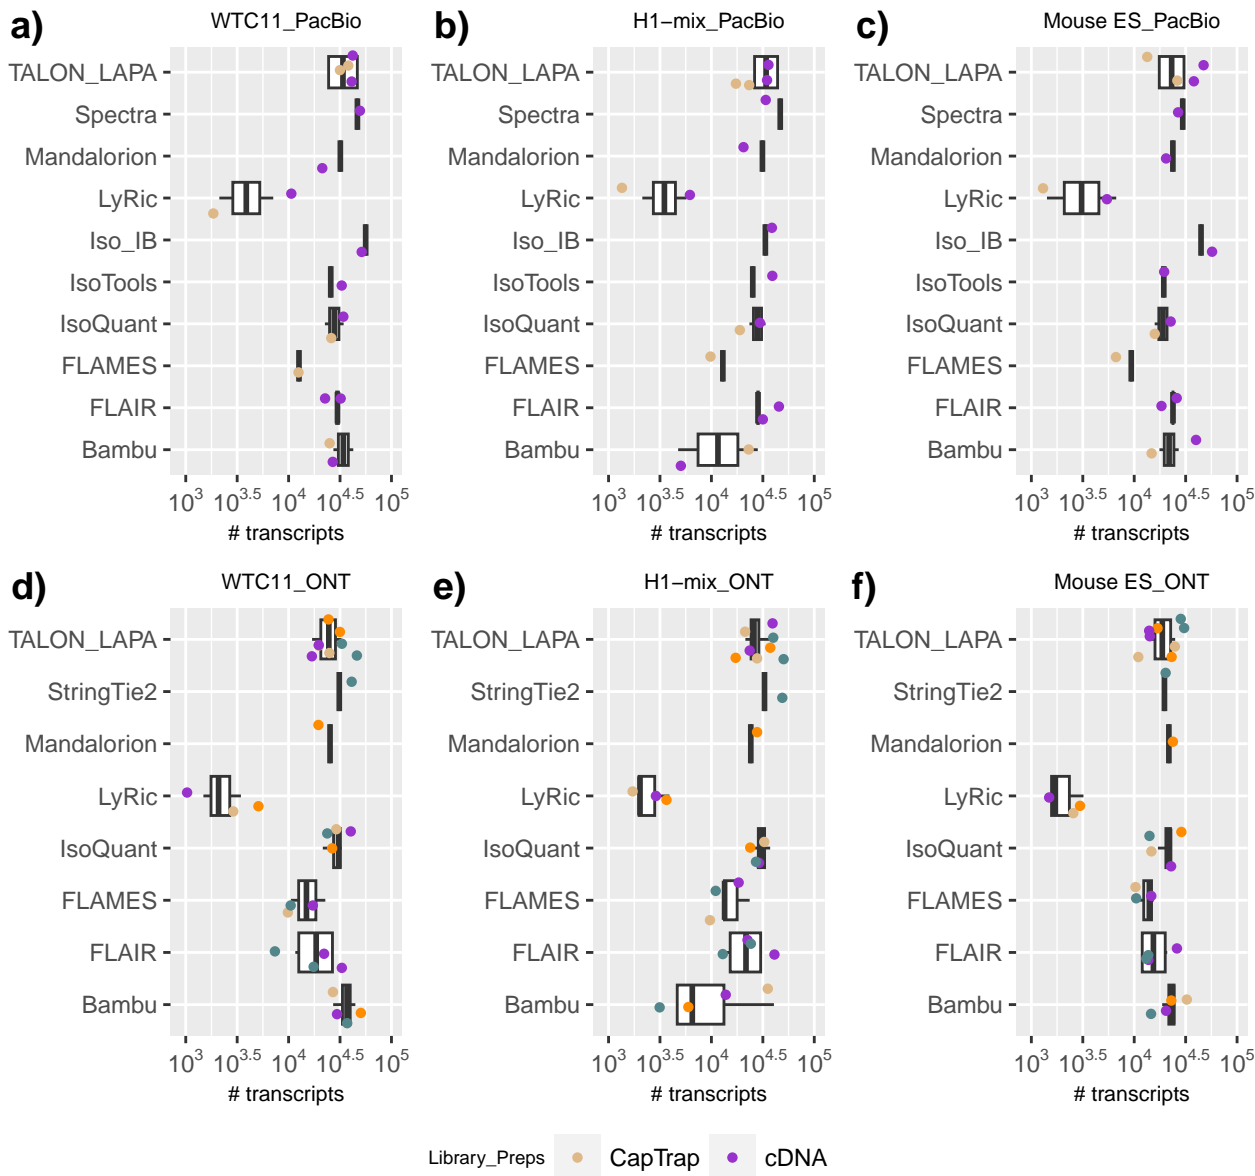 a) WTC11_PacBio
TALON_LAPA
Spectra
Mandalorion
LyRic
Iso_IB
IsoTools
IsoQuant
FLAMES
FLAIR
Bambu
10^3 10^3.5 10^4 10^4.5 10^5
# transcripts
b) H1−mix_PacBio
TALON_LAPA
Spectra
Mandalorion
LyRic
Iso_IB
IsoTools
IsoQuant
FLAMES
FLAIR
Bambu
10^3 10^3.5 10^4 10^4.5 10^5
# transcripts
c) Mouse ES_PacBio
TALON_LAPA
Spectra
Mandalorion
LyRic
Iso_IB
IsoTools
IsoQuant
FLAMES
FLAIR
Bambu
10^3 10^3.5 10^4 10^4.5 10^5
# transcripts
d) WTC11_ONT
TALON_LAPA
StringTie2
Mandalorion
LyRic
IsoQuant
FLAMES
FLAIR
Bambu
10^3 10^3.5 10^4 10^4.5 10^5
# transcripts
e) H1−mix_ONT
TALON_LAPA
StringTie2
Mandalorion
LyRic
IsoQuant
FLAMES
FLAIR
Bambu
10^3 10^3.5 10^4 10^4.5 10^5
# transcripts
f) Mouse ES_ONT
TALON_LAPA
StringTie2
Mandalorion
LyRic
IsoQuant
FLAMES
FLAIR
Bambu
10^3 10^3.5 10^4 10^4.5 10^5
# transcripts
Library_Preps CapTrap cDNA